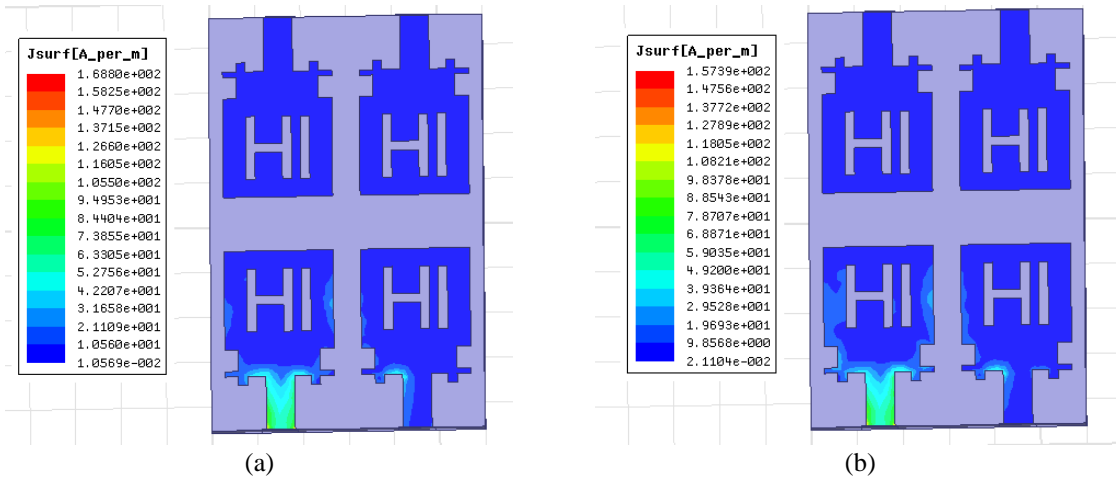 Jsurf[A_per_m]
1.6880e+002
1.5825e+002
1.4770e+002
1.3715e+002
1.2660e+002
1.1605e+002
1.0550e+002
9.4953e+001
8.4404e+001
7.3855e+001
6.3305e+001
5.2756e+001
4.2207e+001
3.1658e+001
2.1109e+001
1.0560e+001
1.0569e-002
HI HI
HI HI
(a)
Jsurf[A_per_m]
1.5739e+002
1.4756e+002
1.3772e+002
1.2789e+002
1.1805e+002
1.0821e+002
9.8378e+001
8.8543e+001
7.8707e+001
6.8871e+001
5.9035e+001
4.9200e+001
3.9364e+001
2.9528e+001
1.9693e+001
9.8568e+000
2.1104e-002
HI HI
HI HI
(b)